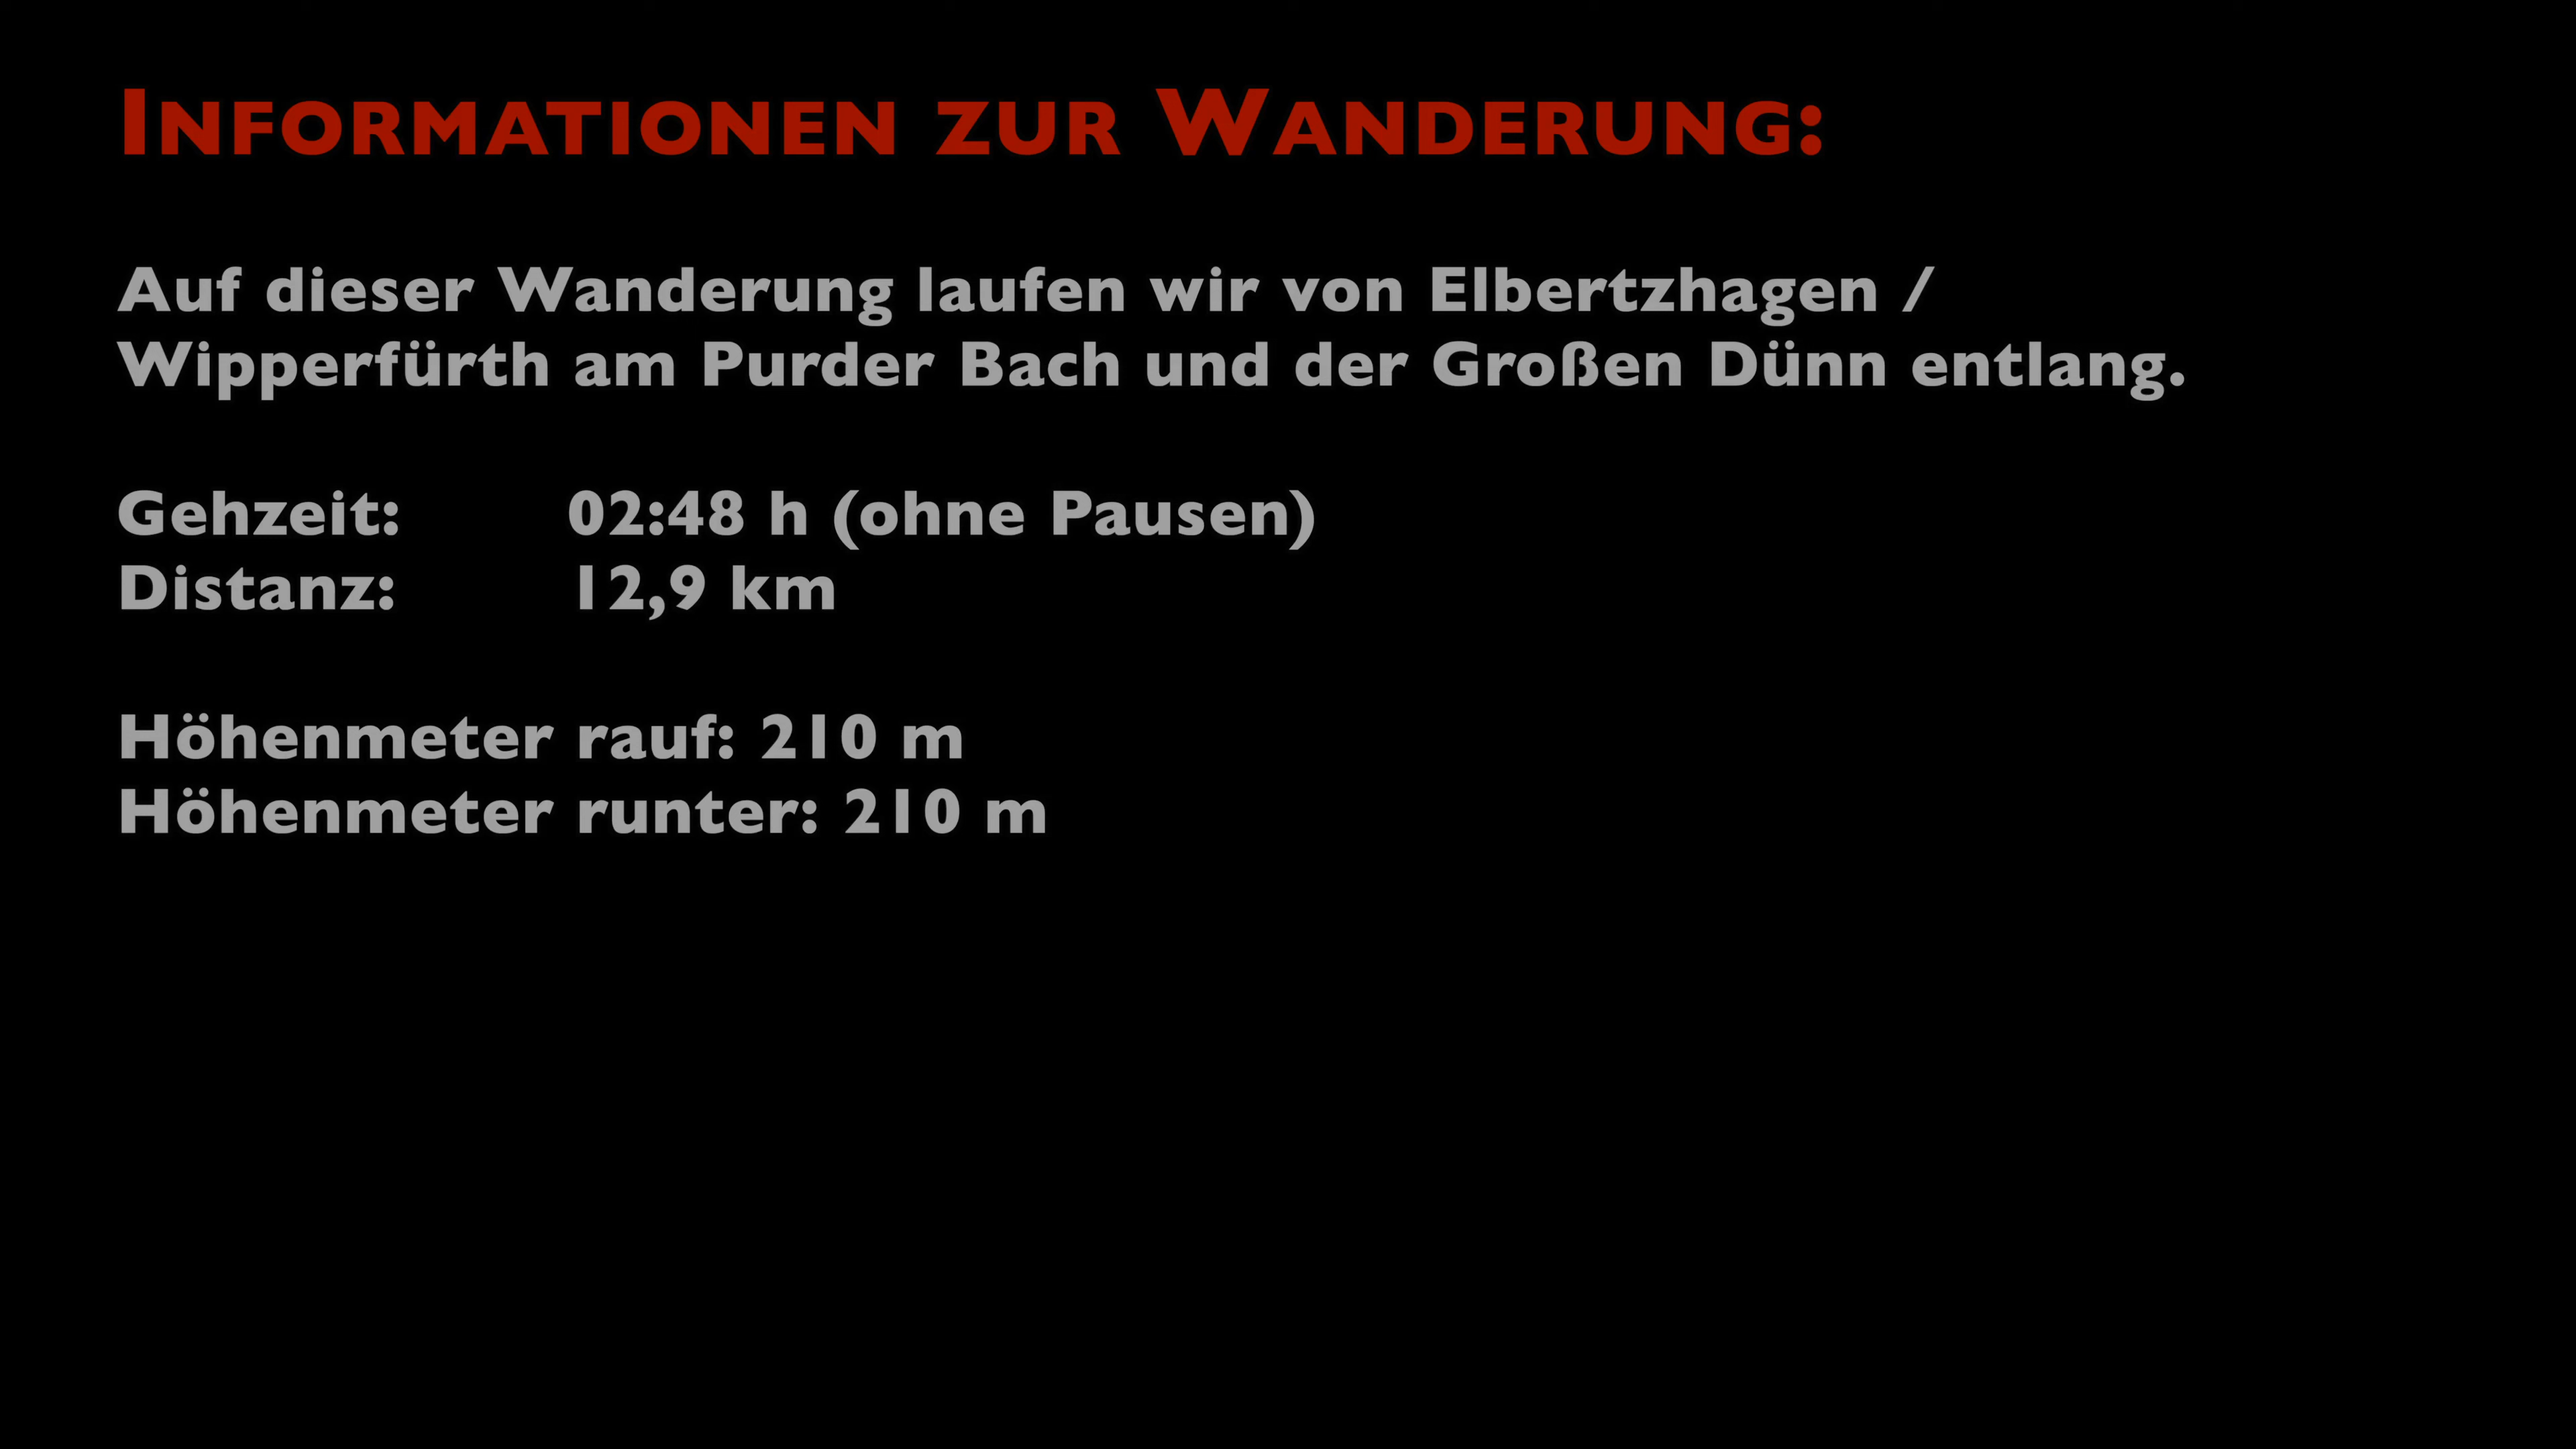 INFORMATIONEN ZUR WANDERUNG:
Auf dieser Wanderung laufen wir von Elbertzhagen /
Wipperfürth am Purder Bach und der Großen Dünn entlang.
Gehzeit: 02:48 h (ohne Pausen)
Distanz: 12,9 km
Höhenmeter rauf: 210 m
Höhenmeter runter: 210 m